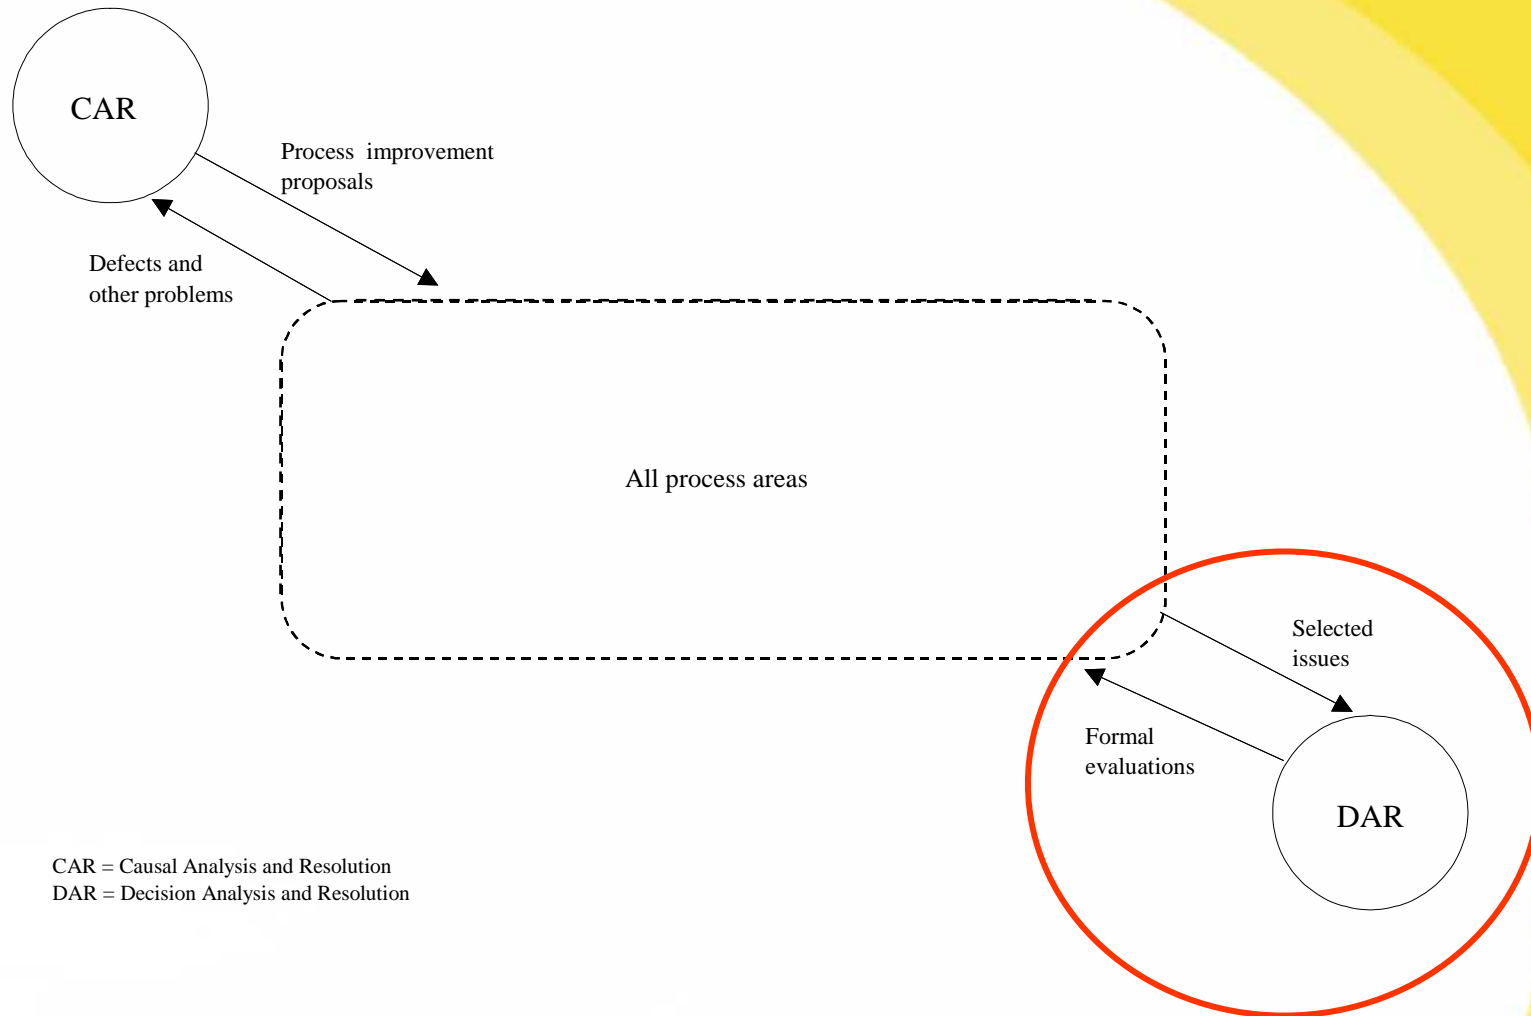 CAR
Process improvement
proposals
Defects and
other problems
All process areas
Selected
issues
Formal
evaluations
DAR
CAR = Causal Analysis and Resolution
DAR = Decision Analysis and Resolution